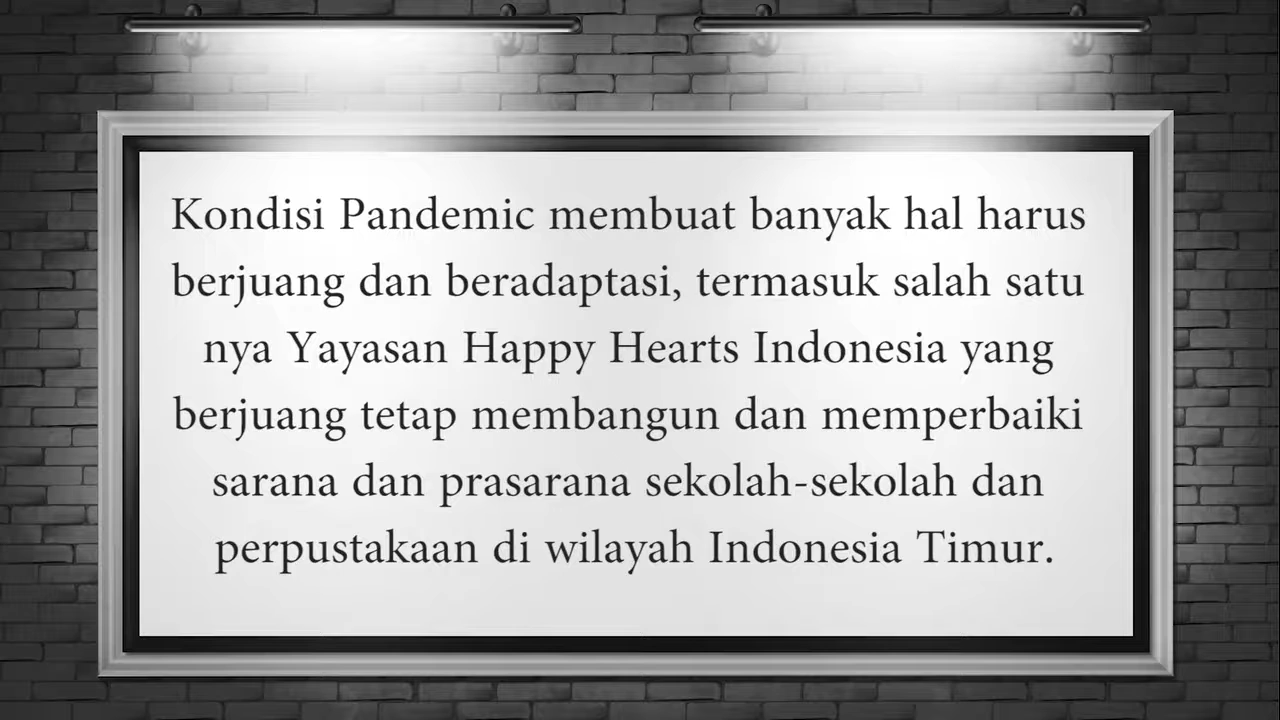 Kondisi Pandemic membuat banyak hal harus
berjuang dan beradaptasi, termasuk salah satu
nya Yayasan Happy Hearts Indonesia yang
berjuang tetap membangun dan memperbaiki
sarana dan prasarana sekolah-sekolah dan
perpustakaan di wilayah Indonesia Timur.